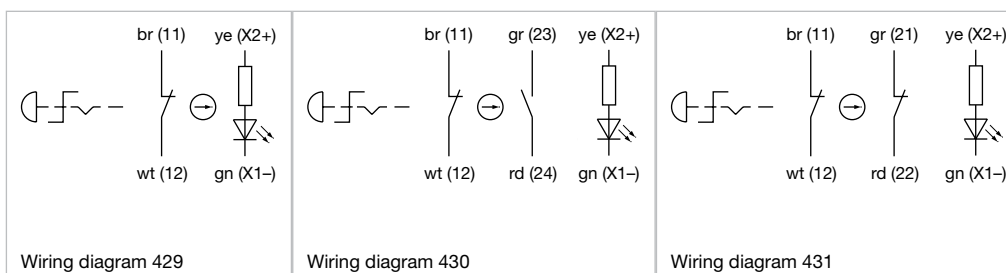 br (11) ye (X2+)
wt (12) gn (X1–)
Wiring diagram 429
br (11) gr (23) ye (X2+)
wt (12) rd (24) gn (X1–)
Wiring diagram 430
br (11) gr (21) ye (X2+)
wt (12) rd (22) gn (X1–)
Wiring diagram 431